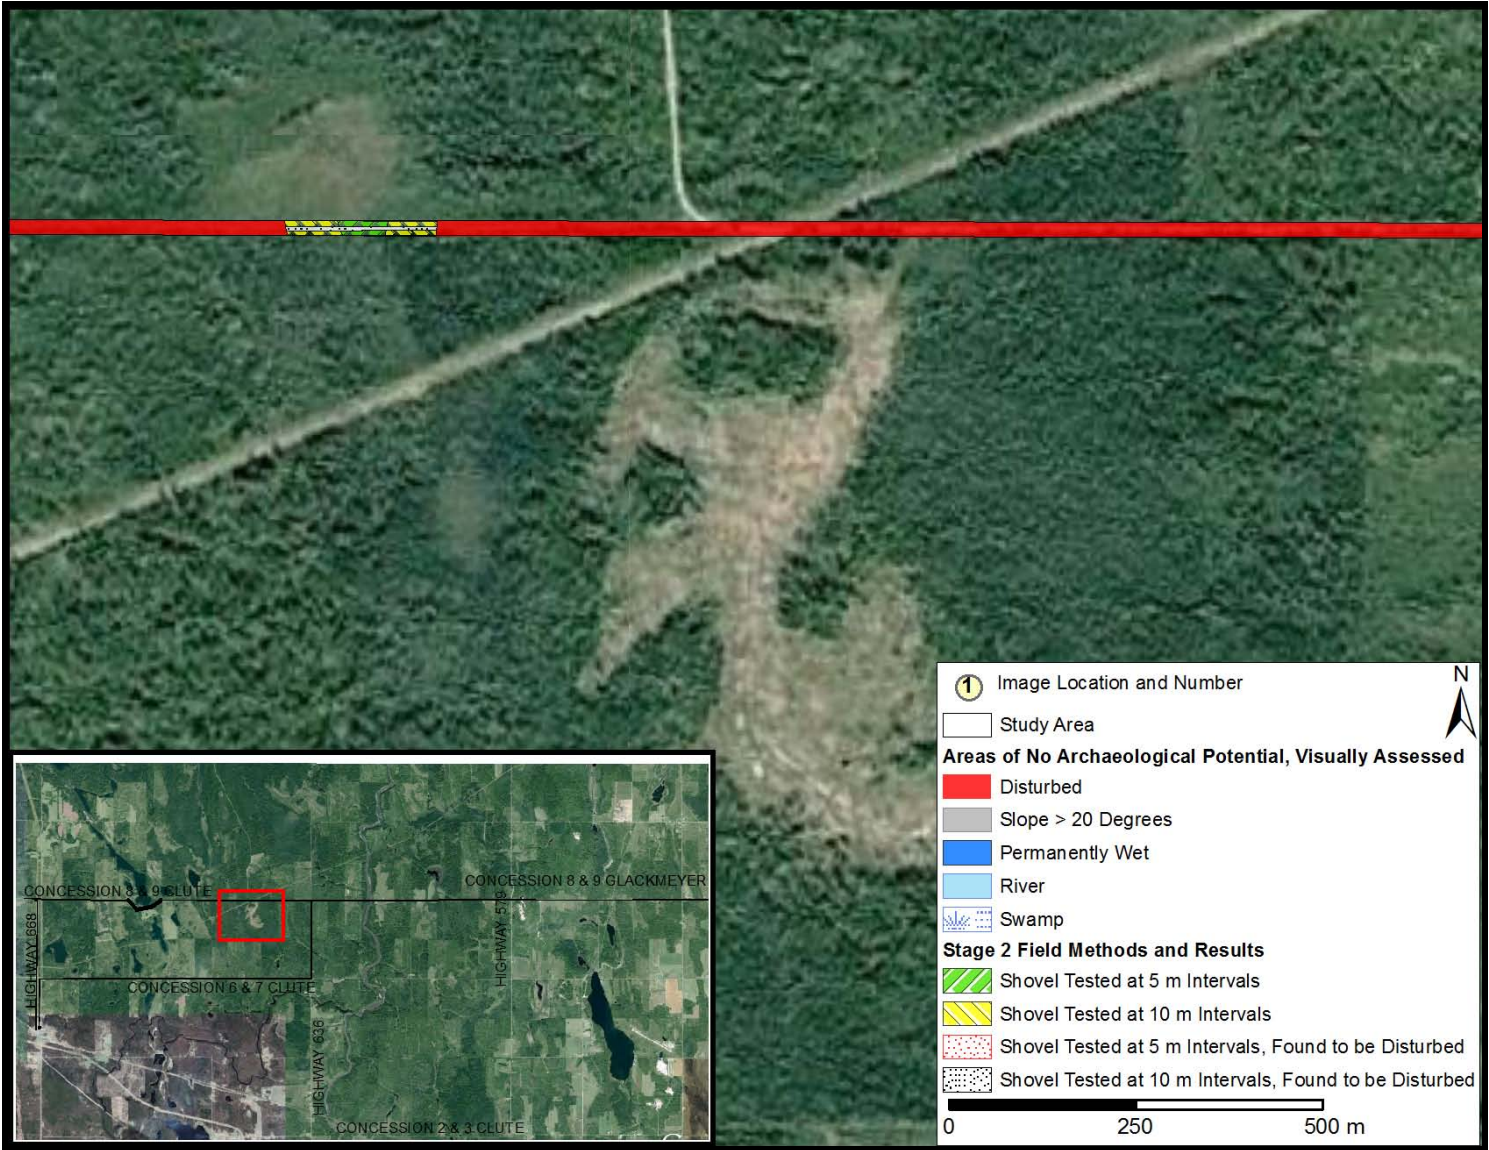 CONCESSION 8 & 9 CLUTE
CONCESSION 8 & 9 GLACKMEYER
HIGHWAY 668
HIGHWAY 579
CONCESSION 6 & 7 CLUTE
HIGHWAY 636
CONCESSION 2 & 3 CLUTE
N
1 Image Location and Number
Study Area
Areas of No Archaeological Potential, Visually Assessed
Disturbed
Slope > 20 Degrees
Permanently Wet
River
Swamp
Stage 2 Field Methods and Results
Shovel Tested at 5 m Intervals
Shovel Tested at 10 m Intervals
Shovel Tested at 5 m Intervals, Found to be Disturbed
Shovel Tested at 10 m Intervals, Found to be Disturbed
0 250 500 m